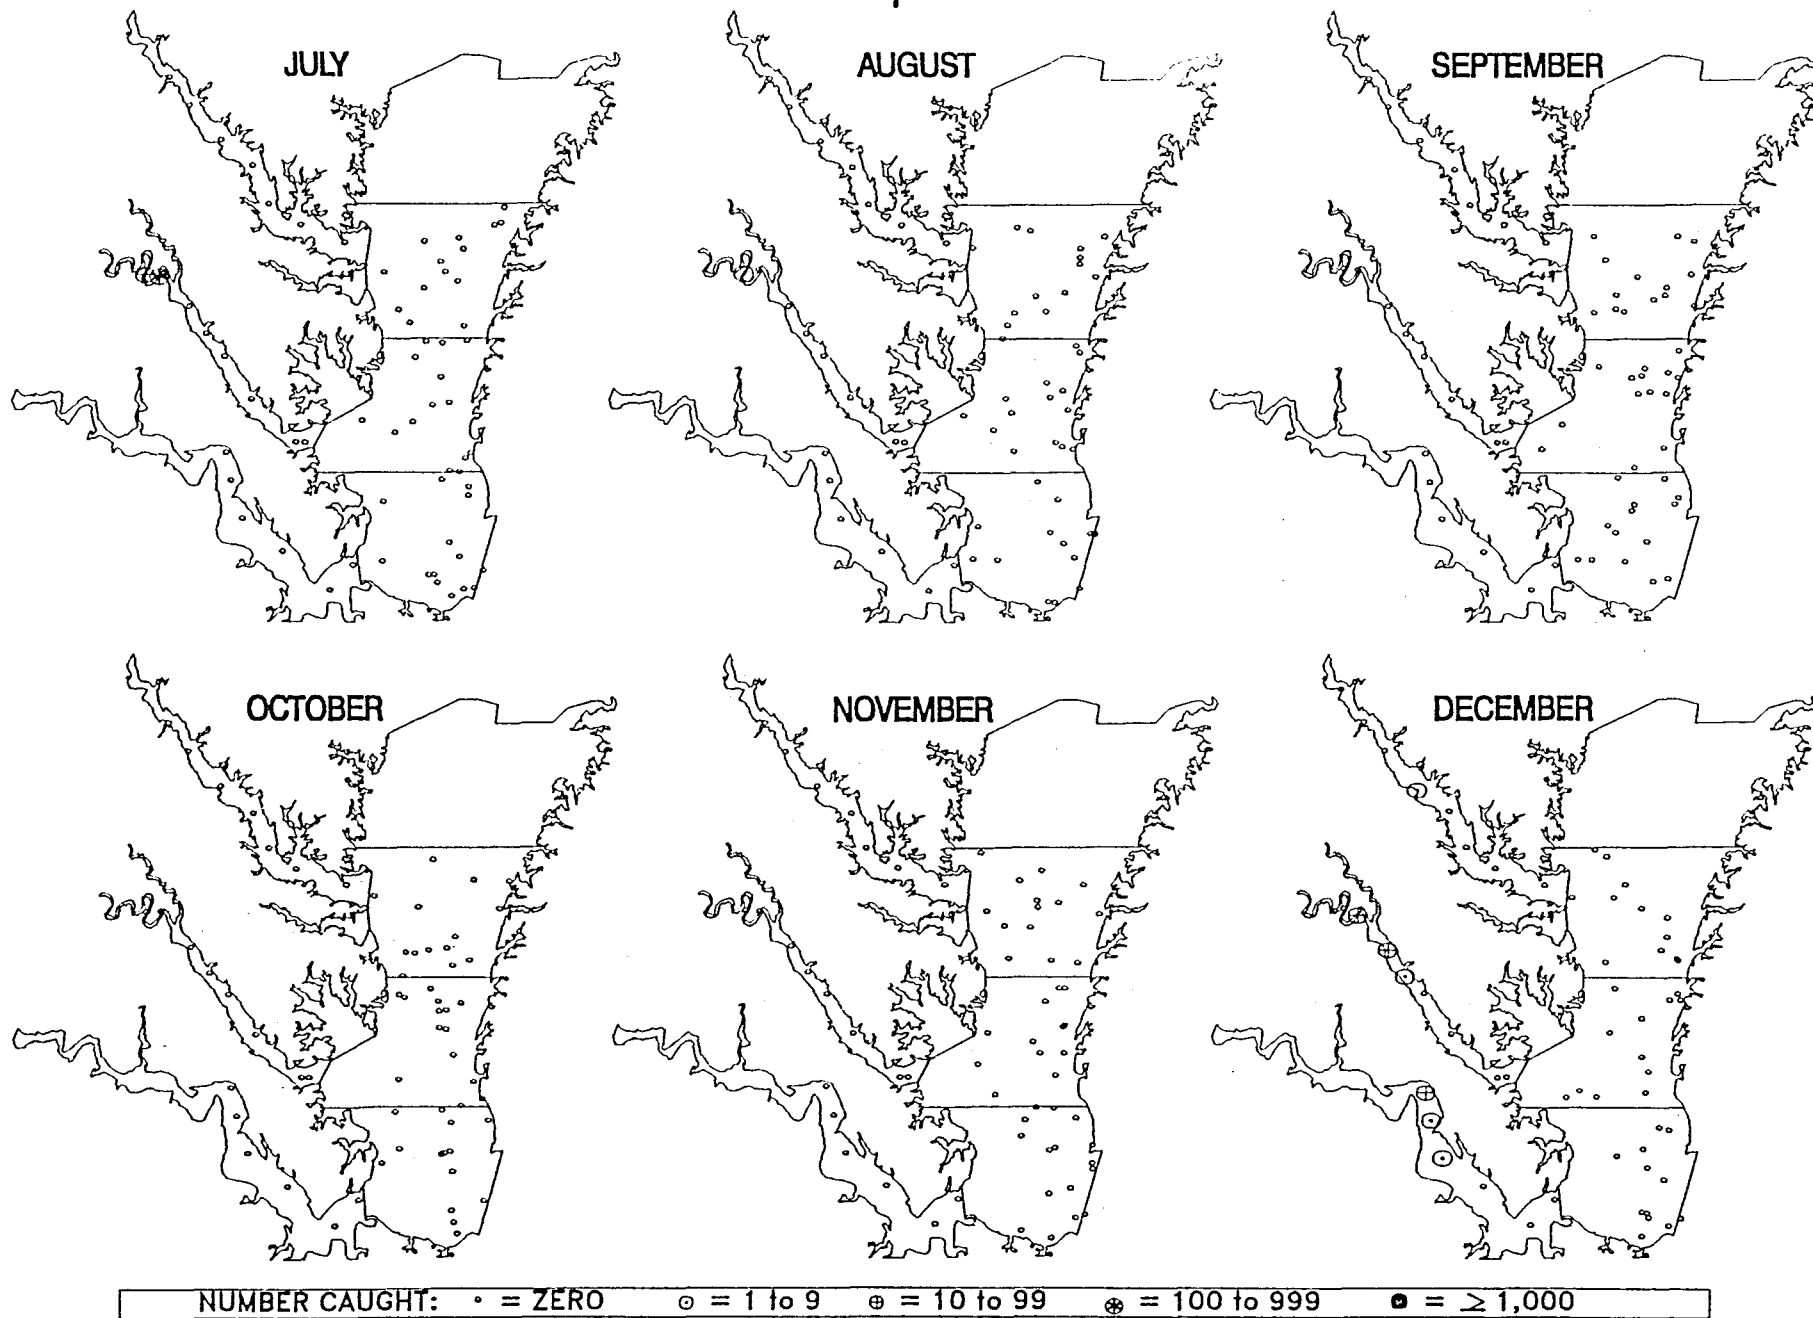 JULY
AUGUST
SEPTEMBER
OCTOBER
NOVEMBER
DECEMBER
NUMBER CAUGHT: ∘ = ZERO ⊙ = 1 to 9 ⊕ = 10 to 99 ⊛ = 100 to 999 ● = ≥ 1,000